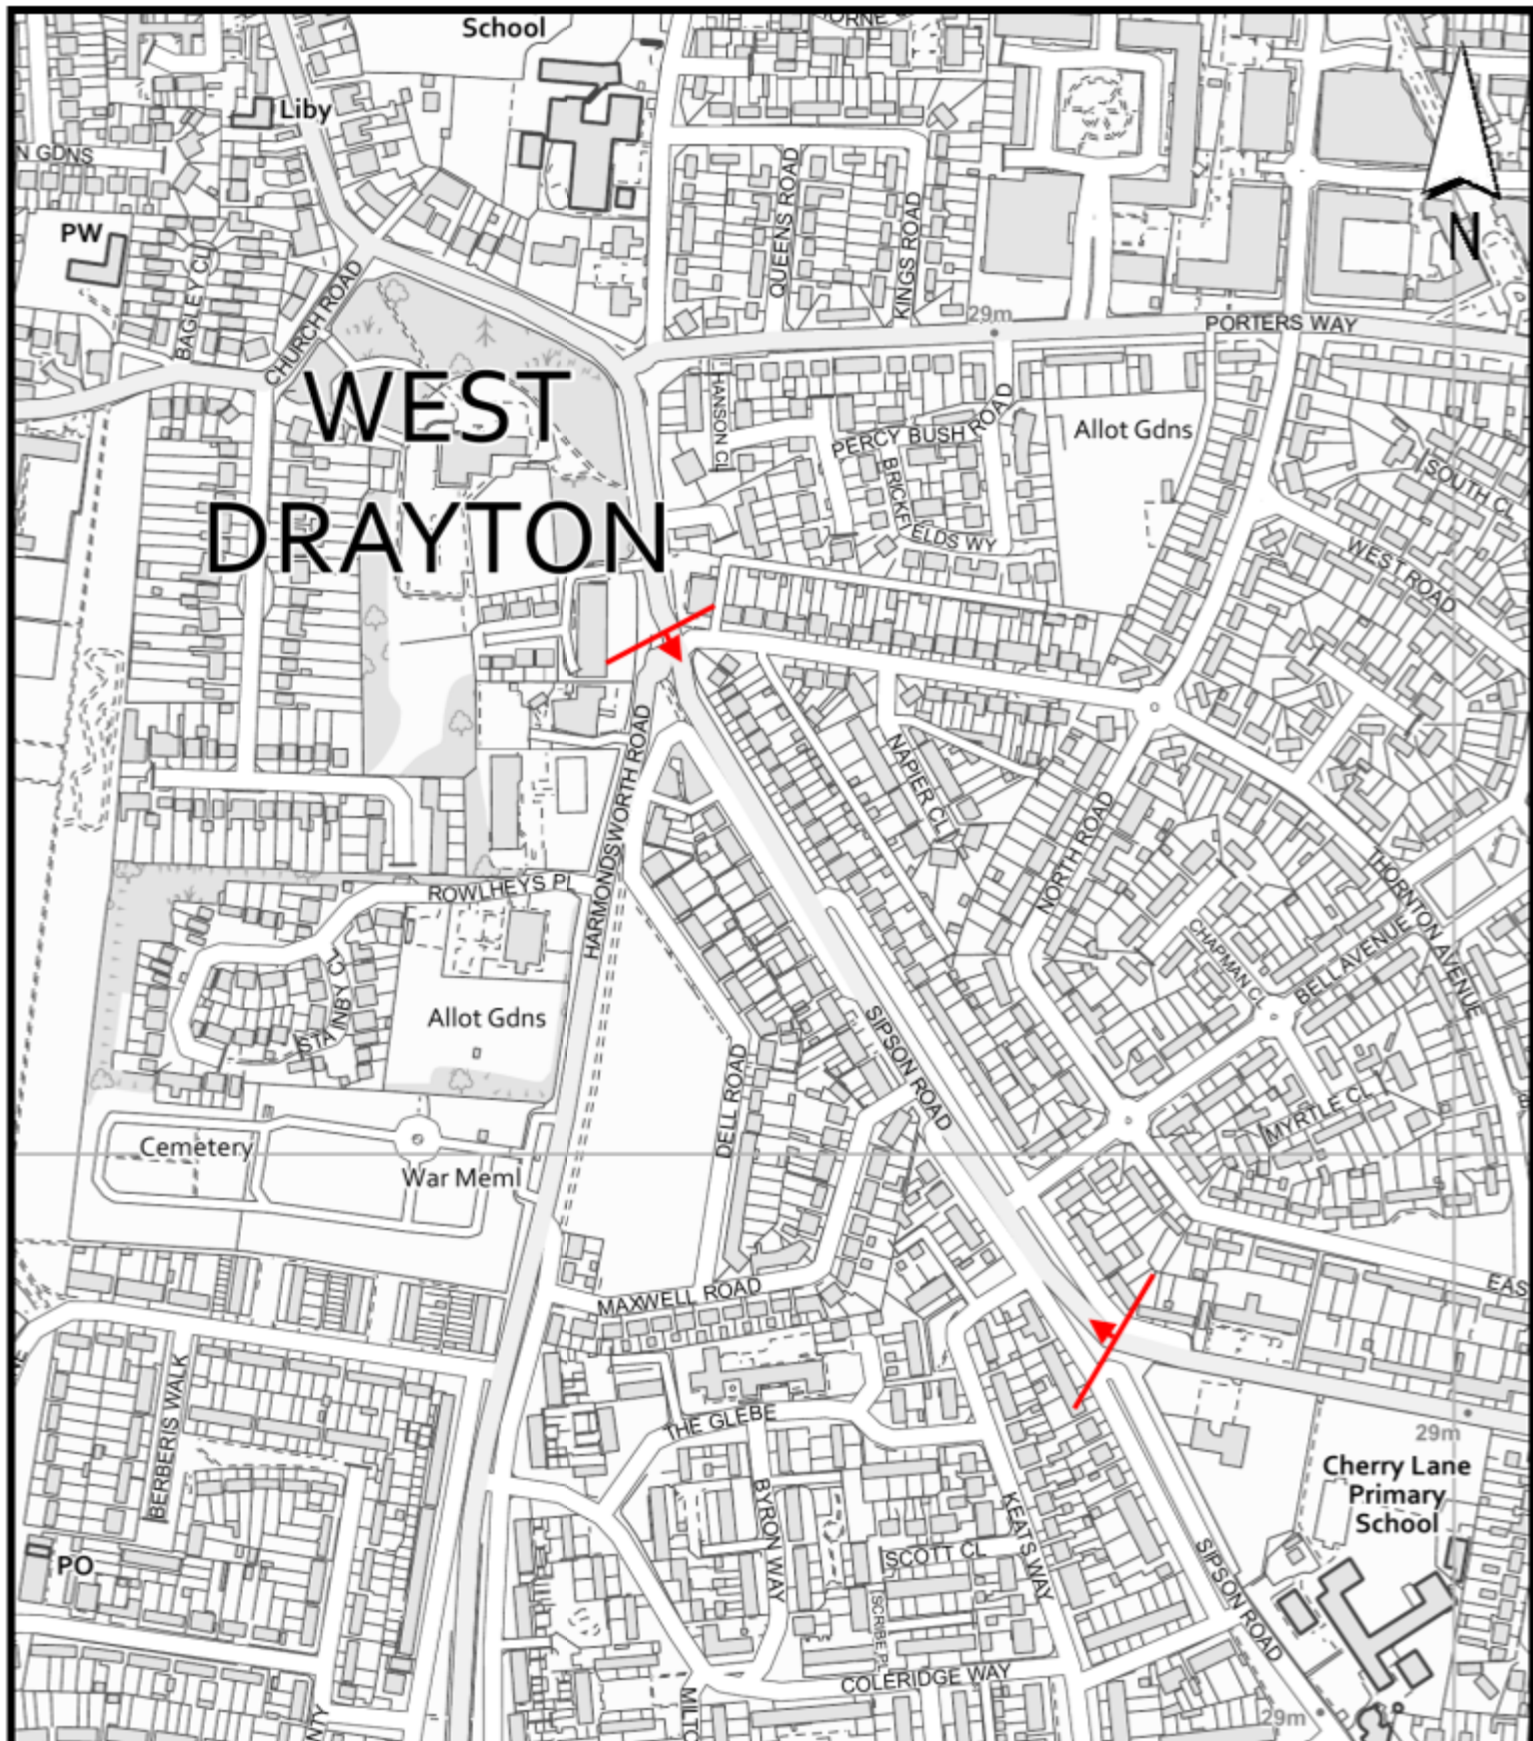 School
Liby
N GDNS
PW
BAGLEY CL
CHURCH ROAD
QUEENS ROAD
KINGS ROAD
29m
PORTERS WAY
N
WEST
DRAYTON
HANSON CL
PERCY BUSH ROAD
BRICKFIELDS WY
Allot Gdns
SOUTH CL
WEST ROAD
HARMONDSWORTH ROAD
NAPIER CL
NORTH ROAD
THORNTON AVENUE
ROWLHEYS PL
STAINBY CL
Allot Gdns
SIPSON ROAD
CHAPMAN CL
BELL AVENUE
DELL ROAD
MYRTLE CL
Cemetery
War Meml
MAXWELL ROAD
EAS
BERBERIS WALK
THE GLEBE
29m
Cherry Lane
Primary
School
BYRON WAY
KEATS WAY
SCOTT CL
SCRIBE PL
SIPSON ROAD
PO
COLERIDGE WAY
MILTO
29m